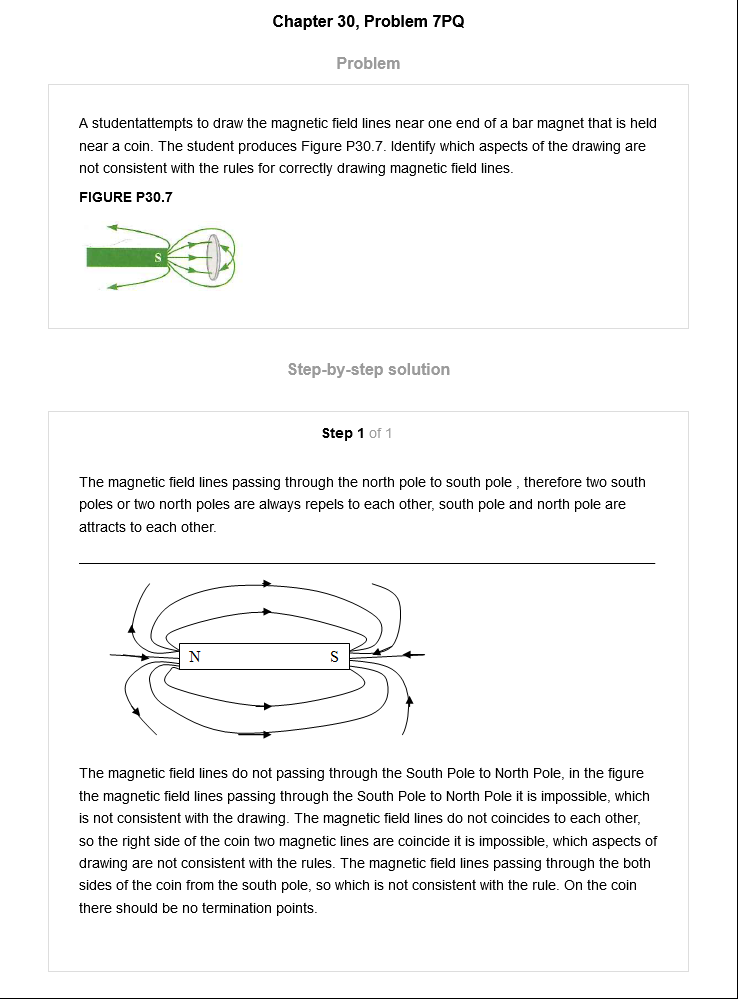 Chapter 30, Problem 7PQ
Problem
A studentattempts to draw the magnetic field lines near one end of a bar magnet that is held
near a coin. The student produces Figure P30.7. Identify which aspects of the drawing are
not consistent with the rules for correctly drawing magnetic field lines.
FIGURE P30.7
S
Step-by-step solution
Step 1 of 1
The magnetic field lines passing through the north pole to south pole , therefore two south
poles or two north poles are always repels to each other, south pole and north pole are
attracts to each other.
N S
The magnetic field lines do not passing through the South Pole to North Pole, in the figure
the magnetic field lines passing through the South Pole to North Pole it is impossible, which
is not consistent with the drawing. The magnetic field lines do not coincides to each other,
so the right side of the coin two magnetic lines are coincide it is impossible, which aspects of
drawing are not consistent with the rules. The magnetic field lines passing through the both
sides of the coin from the south pole, so which is not consistent with the rule. On the coin
there should be no termination points.